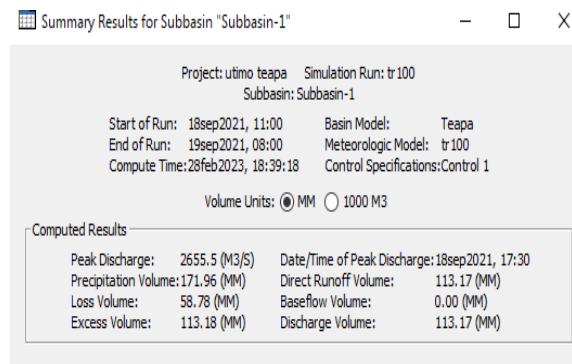 Summary Results for Subbasin "Subbasin-1"
Project: utimo teapa Simulation Run: tr100
Subbasin: Subbasin-1
Start of Run: 18sep2021, 11:00 Basin Model: Teapa
End of Run: 19sep2021, 08:00 Meteorologic Model: tr100
Compute Time:28feb2023, 18:39:18 Control Specifications:Control 1
Volume Units: MM 1000 M3
Computed Results
Peak Discharge: 2655.5 (M3/S) Date/Time of Peak Discharge:18sep2021, 17:30
Precipitation Volume:171.96 (MM) Direct Runoff Volume: 113.17 (MM)
Loss Volume: 58.78 (MM) Baseflow Volume: 0.00 (MM)
Excess Volume: 113.18 (MM) Discharge Volume: 113.17 (MM)